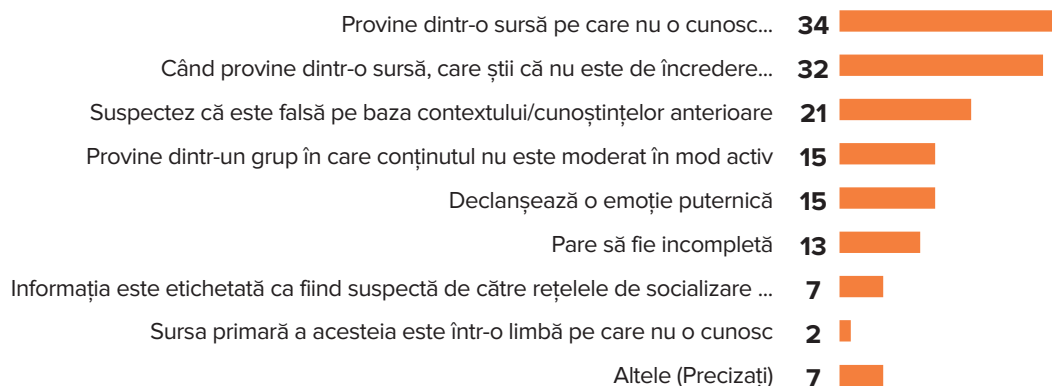 Provine dintr-o sursă pe care nu o cunosc... 34
Când provine dintr-o sursă, care știi că nu este de încredere... 32
Suspectez că este falsă pe baza contextului/cunoștințelor anterioare 21
Provine dintr-un grup în care conținutul nu este moderat în mod activ 15
Declanșează o emoție puternică 15
Pare să fie incompletă 13
Informația este etichetată ca fiind suspectă de către rețelele de socializare ... 7
Sursa primară a acesteia este într-o limbă pe care nu o cunosc 2
Altele (Precizați) 7